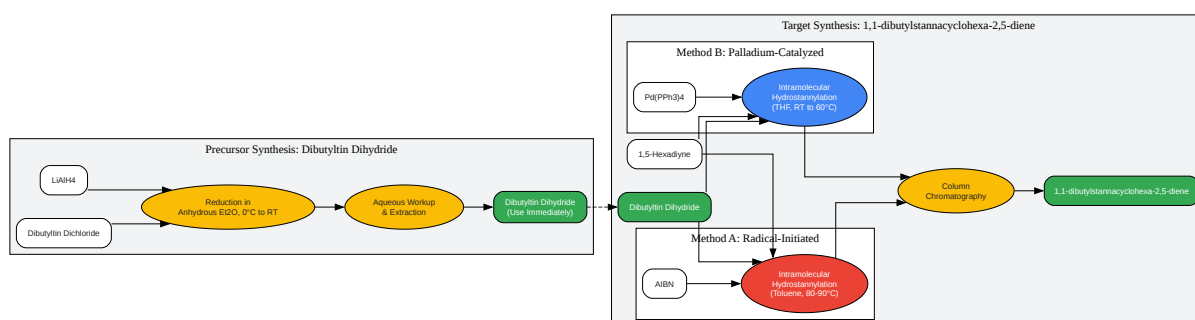 Target Synthesis: 1,1-dibutylstannacyclohexa-2,5-diene
Method B: Palladium-Catalyzed
Pd(PPh3)4
Intramolecular
Hydrostannylation
(THF, RT to 60°C)
1,5-Hexadiyne
Precursor Synthesis: Dibutyltin Dihydride
LiAlH4
Dibutyltin Dichloride
Reduction in
Anhydrous Et2O, 0°C to RT
Aqueous Workup
& Extraction
Dibutyltin Dihydride
(Use Immediately)
Dibutyltin Dihydride
Column
Chromatography
1,1-dibutylstannacyclohexa-2,5-diene
Method A: Radical-Initiated
AIBN
Intramolecular
Hydrostannylation
(Toluene, 80-90°C)